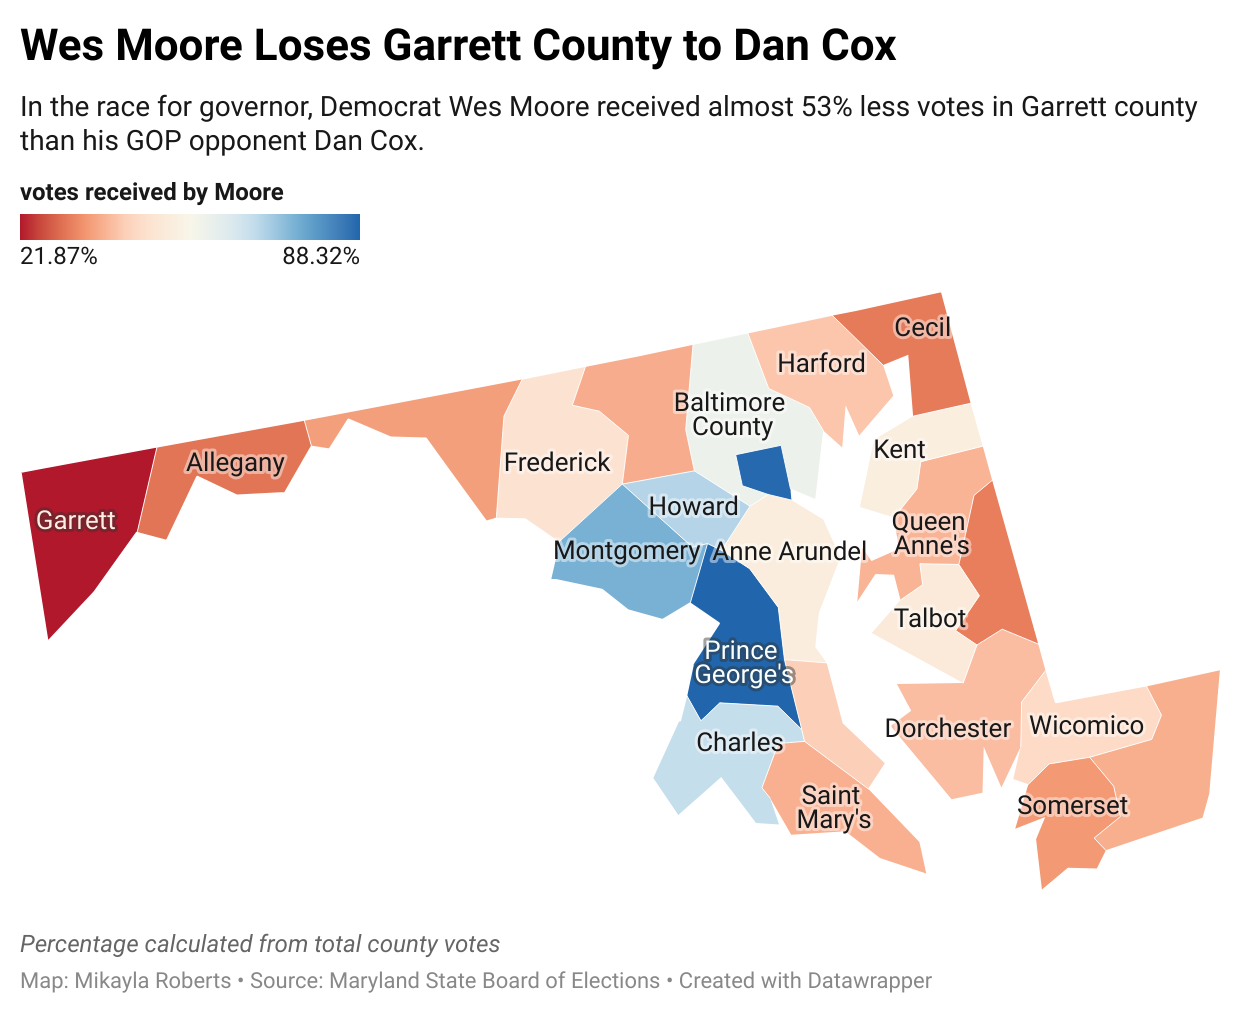 Wes Moore Loses Garrett County to Dan Cox
In the race for governor, Democrat Wes Moore received almost 53% less votes in Garrett county
than his GOP opponent Dan Cox.
votes received by Moore
21.87% 88.32%
Cecil
Harford
Baltimore
County
Kent
Allegany
Frederick
Howard
Garrett
Queen
Anne's
Montgomery
Anne Arundel
Talbot
Prince
George's
Dorchester
Wicomico
Charles
Saint
Mary's
Somerset
Percentage calculated from total county votes
Map: Mikayla Roberts • Source: Maryland State Board of Elections • Created with Datawrapper